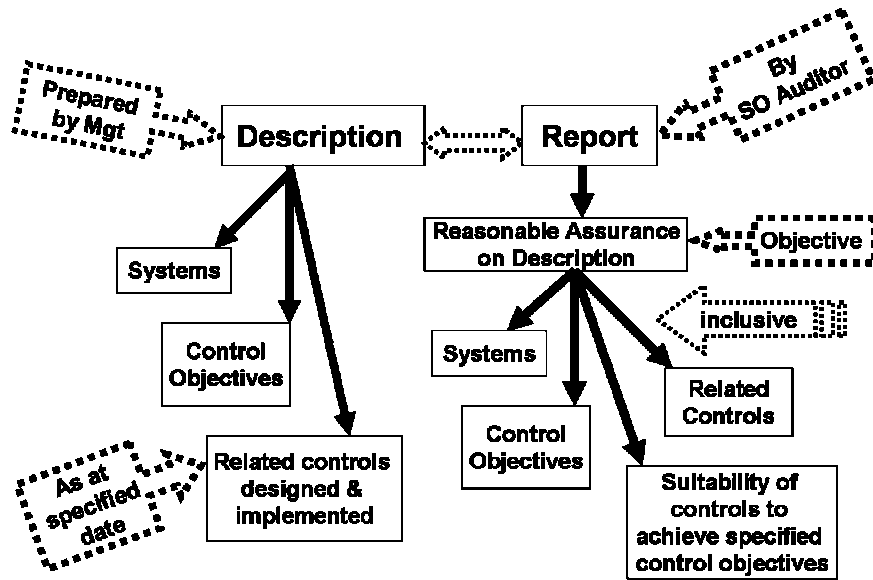 Prepared
by Mgt
Description
Report
By
SO Auditor
Systems
Control
Objectives
As at
specified
date
Related controls
designed &
implemented
Reasonable Assurance
on Description
Objective
inclusive
Systems
Control
Objectives
Related
Controls
Suitability of
controls to
achieve specified
control objectives